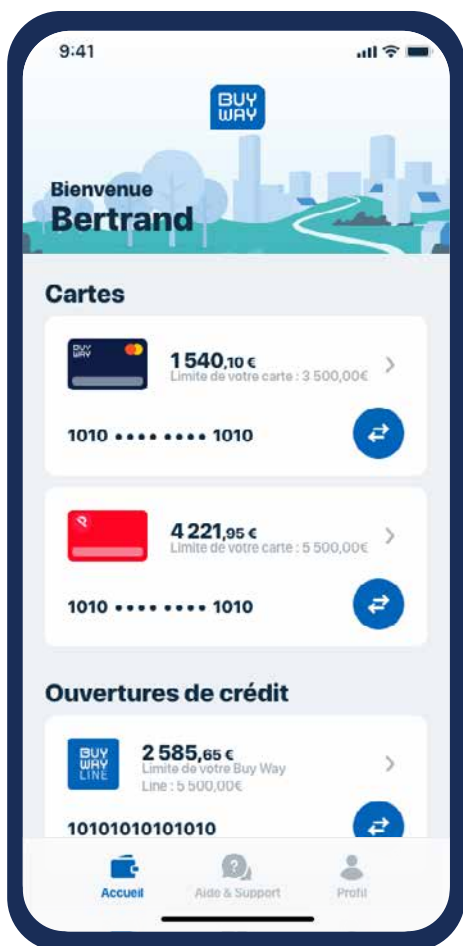 9:41
BUY
WAY
Bienvenue
Bertrand
Cartes
BUY
WAY
1 540,10 €
Limite de votre carte : 3 500,00€
1010 •••• •••• 1010
4 221,95 €
Limite de votre carte : 5 500,00€
1010 •••• •••• 1010
Ouvertures de crédit
BUY
WAY
LINE
2 585,65 €
Limite de votre Buy Way
Line : 5 500,00€
10101010101010
Accueil
Aide & Support
Profil